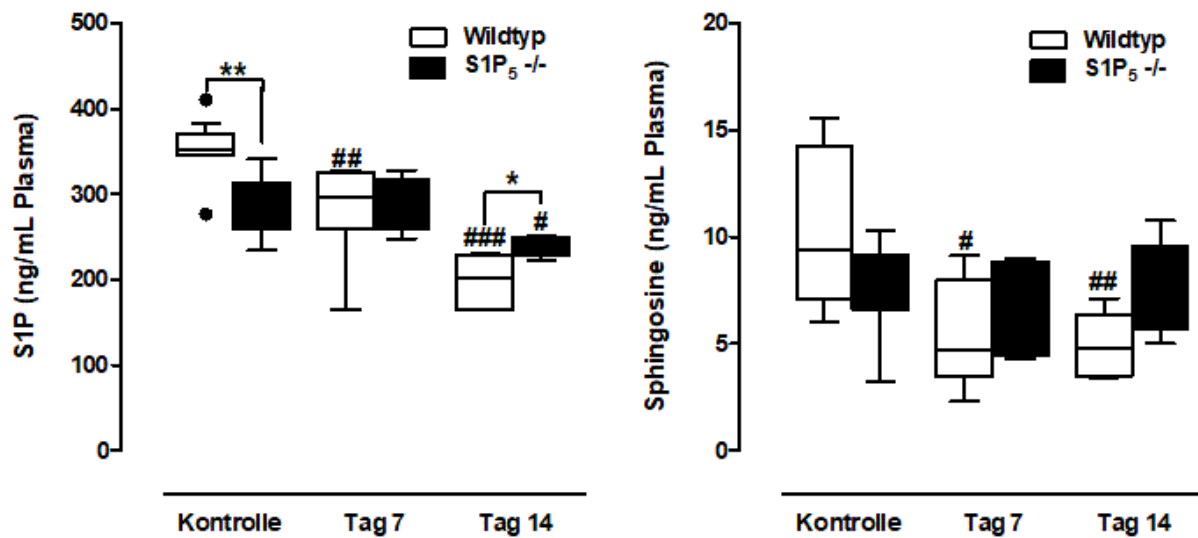 S1P (ng/mL Plasma)
500
400
300
200
100
0
Wildtyp
S1P5 -/-
**
##
###
*
#
Kontrolle
Tag 7
Tag 14
Sphingosine (ng/mL Plasma)
20
15
10
5
0
Wildtyp
S1P5 -/-
#
##
Kontrolle
Tag 7
Tag 14